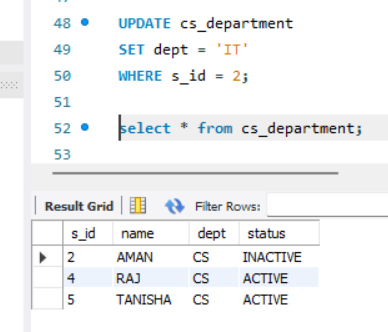 48 UPDATE cs_department
49 SET dept = 'IT'
50 WHERE s_id = 2;
51
52 select * from cs_department;
53
Result Grid Filter Rows:
s_id name dept status
2 AMAN CS INACTIVE
4 RAJ CS ACTIVE
5 TANISHA CS ACTIVE